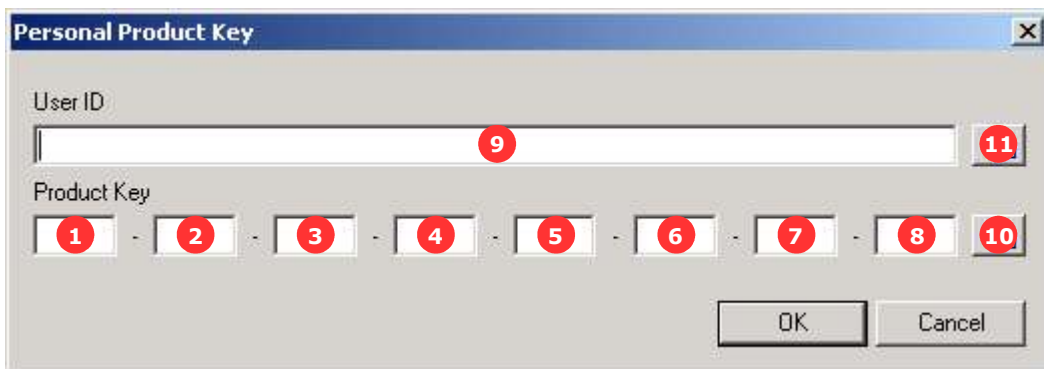 Personal Product Key
User ID
9 11
Product Key
1 - 2 - 3 - 4 - 5 - 6 - 7 - 8 10
OK Cancel